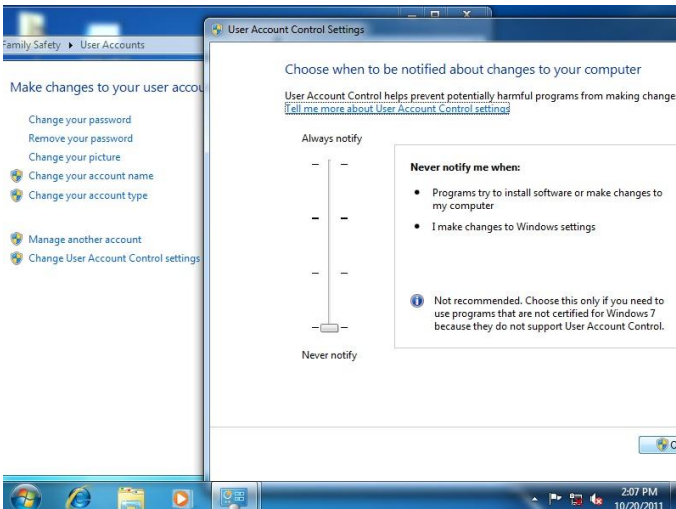 User Account Control Settings
Family Safety
User Accounts
Make changes to your user accou
Change your password
Remove your password
Change your picture
Change your account name
Change your account type
Manage another account
Change User Account Control settings
Choose when to be notified about changes to your computer
User Account Control helps prevent potentially harmful programs from making change
Tell me more about User Account Control settings
Always notify
Never notify me when:
• Programs try to install software or make changes to
my computer
• I make changes to Windows settings
Not recommended. Choose this only if you need to
use programs that are not certified for Windows 7
because they do not support User Account Control.
Never notify
2:07 PM
10/20/2011